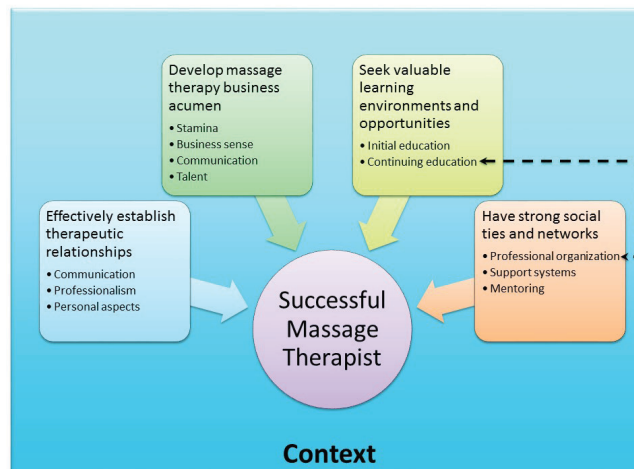 Develop massage
therapy business
acumen
• Stamina
• Business sense
• Communication
• Talent
Seek valuable
learning
environments and
opportunities
• Initial education
• Continuing education
Effectively establish
therapeutic
relationships
• Communication
• Professionalism
• Personal aspects
Have strong social
ties and networks
• Professional organization
• Support systems
• Mentoring
Successful
Massage
Therapist
Context